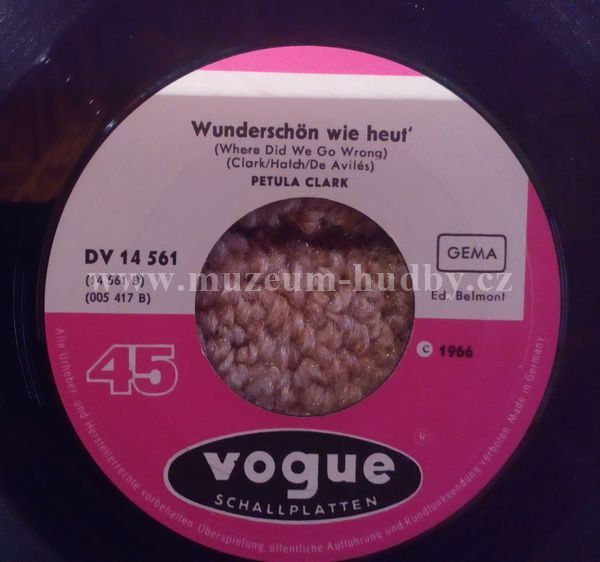 Wunderschön wie heut'
(Where Did We Go Wrong)
(Clark/Hatch/De Avilés)
PETULA CLARK
DV 14 561
(14 561 B)
(005 417 B)
GEMA
Ed. Belmont
www.muzeum-hudby.cz
45
℗ 1966
®
vogue
SCHALLPLATTEN
Alle Urheber- und Herstellerrechte vorbehalten. Überspielung, öffentliche Aufführung und Rundfunksendung verboten. Made in Germany